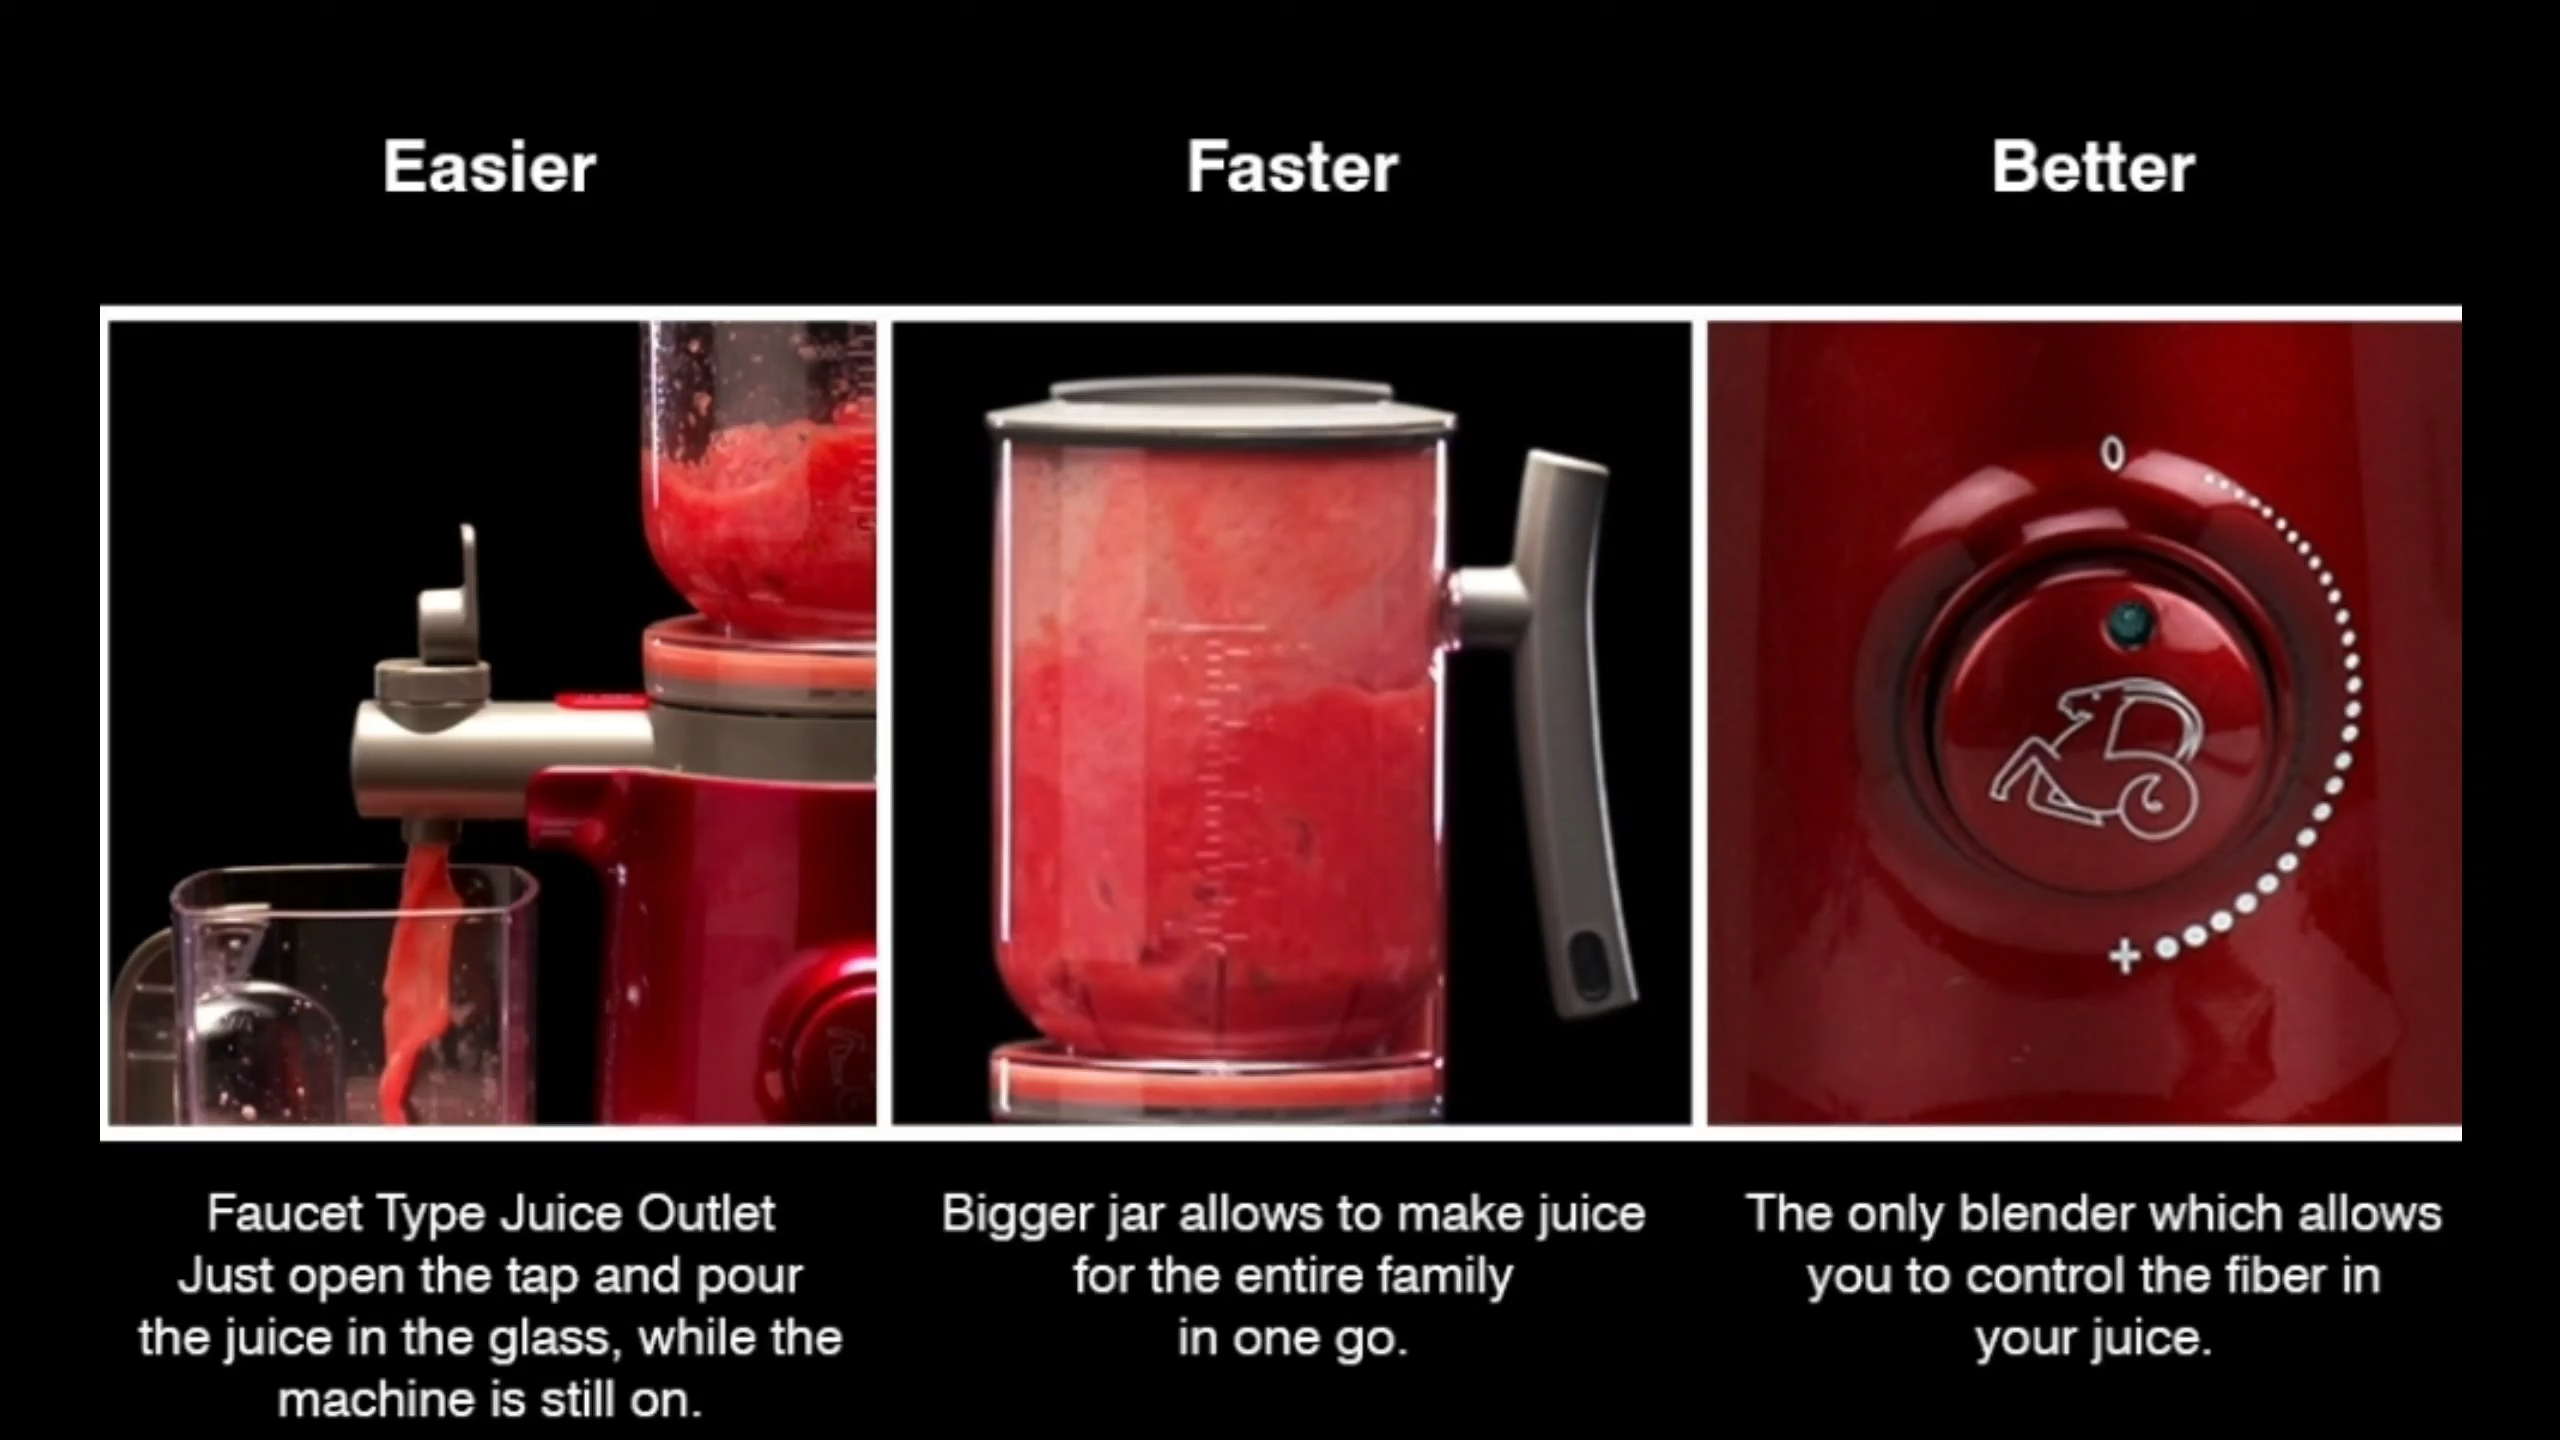 Easier
Faster
Better
0
+
Faucet Type Juice Outlet
Just open the tap and pour
the juice in the glass, while the
machine is still on.
Bigger jar allows to make juice
for the entire family
in one go.
The only blender which allows
you to control the fiber in
your juice.